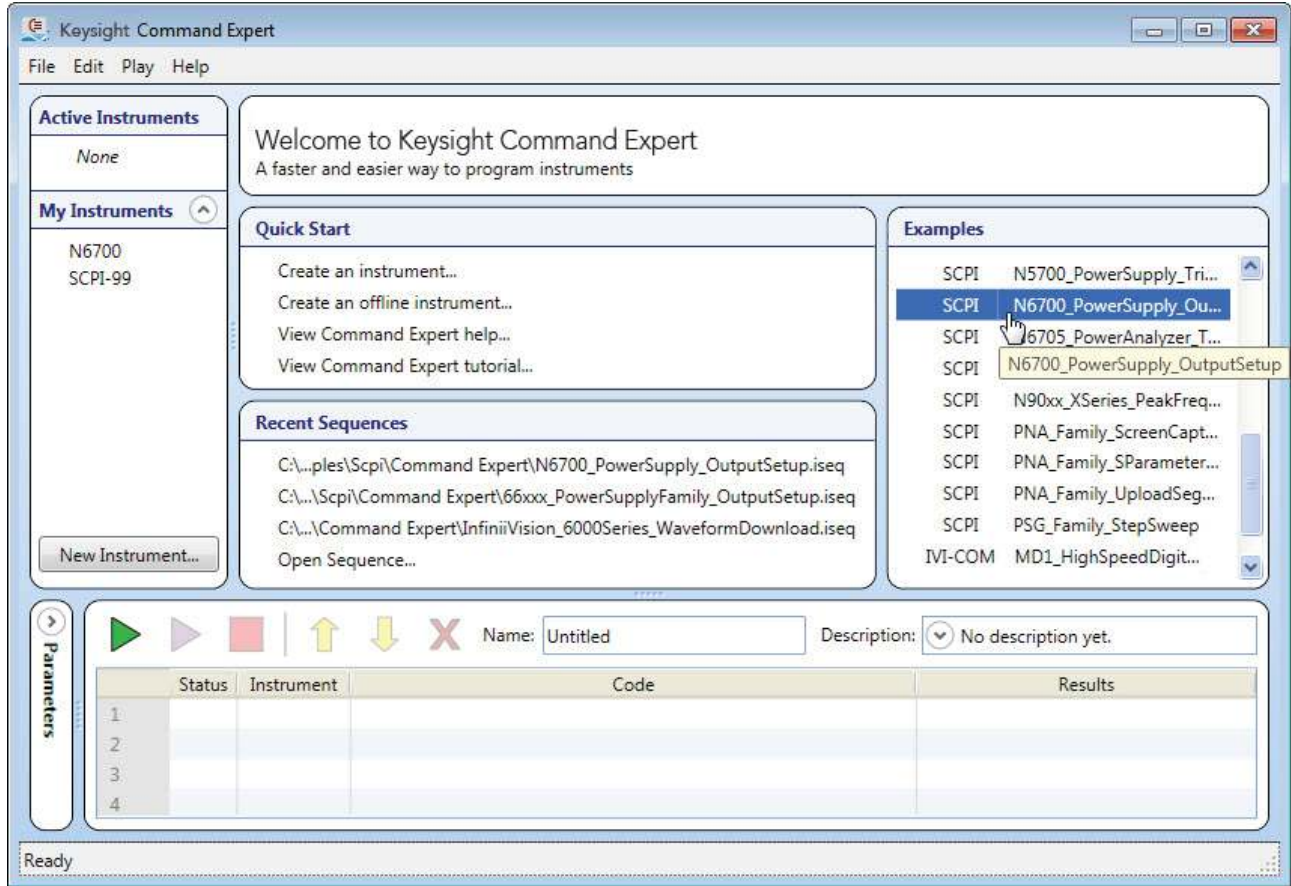 Keysight Command Expert
File Edit Play Help
Active Instruments
None
My Instruments
N6700
SCPI-99
New Instrument...
Welcome to Keysight Command Expert
A faster and easier way to program instruments
Quick Start
Create an instrument...
Create an offline instrument...
View Command Expert help...
View Command Expert tutorial...
Recent Sequences
C:\...ples\Scpi\Command Expert\N6700_PowerSupply_OutputSetup.iseq
C:\...\Scpi\Command Expert\66xxx_PowerSupplyFamily_OutputSetup.iseq
C:\...\Command Expert\InfiniiVision_6000Series_WaveformDownload.iseq
Open Sequence...
Examples
SCPI N5700_PowerSupply_Tri...
SCPI N6700_PowerSupply_Ou...
SCPI 6705_PowerAnalyzer_T...
SCPI
N6700_PowerSupply_OutputSetup
SCPI N90xx_XSeries_PeakFreq...
SCPI PNA_Family_ScreenCapt...
SCPI PNA_Family_SParameter...
SCPI PNA_Family_UploadSeg...
SCPI PSG_Family_StepSweep
IVI-COM MD1_HighSpeedDigit...
Parameters
Name: Untitled Description: No description yet.
Status Instrument Code Results
1
2
3
4
Ready